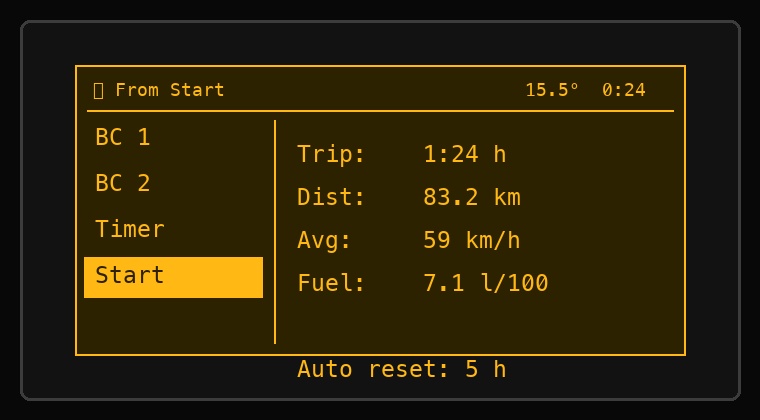 From Start 15.5° 0:24
BC 1
BC 2
Timer
Start
Trip: 1:24 h
Dist: 83.2 km
Avg: 59 km/h
Fuel: 7.1 l/100
Auto reset: 5 h